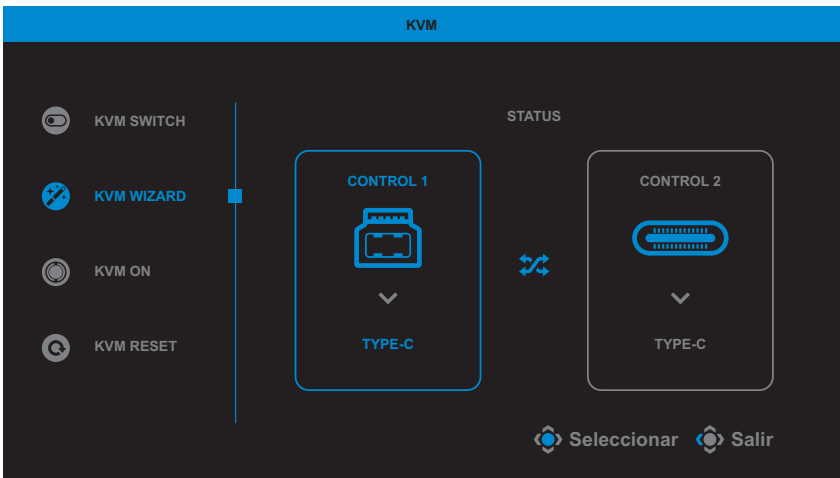 KVM
KVM SWITCH
KVM WIZARD
KVM ON
KVM RESET
STATUS
CONTROL 1
TYPE-C
CONTROL 2
TYPE-C
Seleccionar
Salir